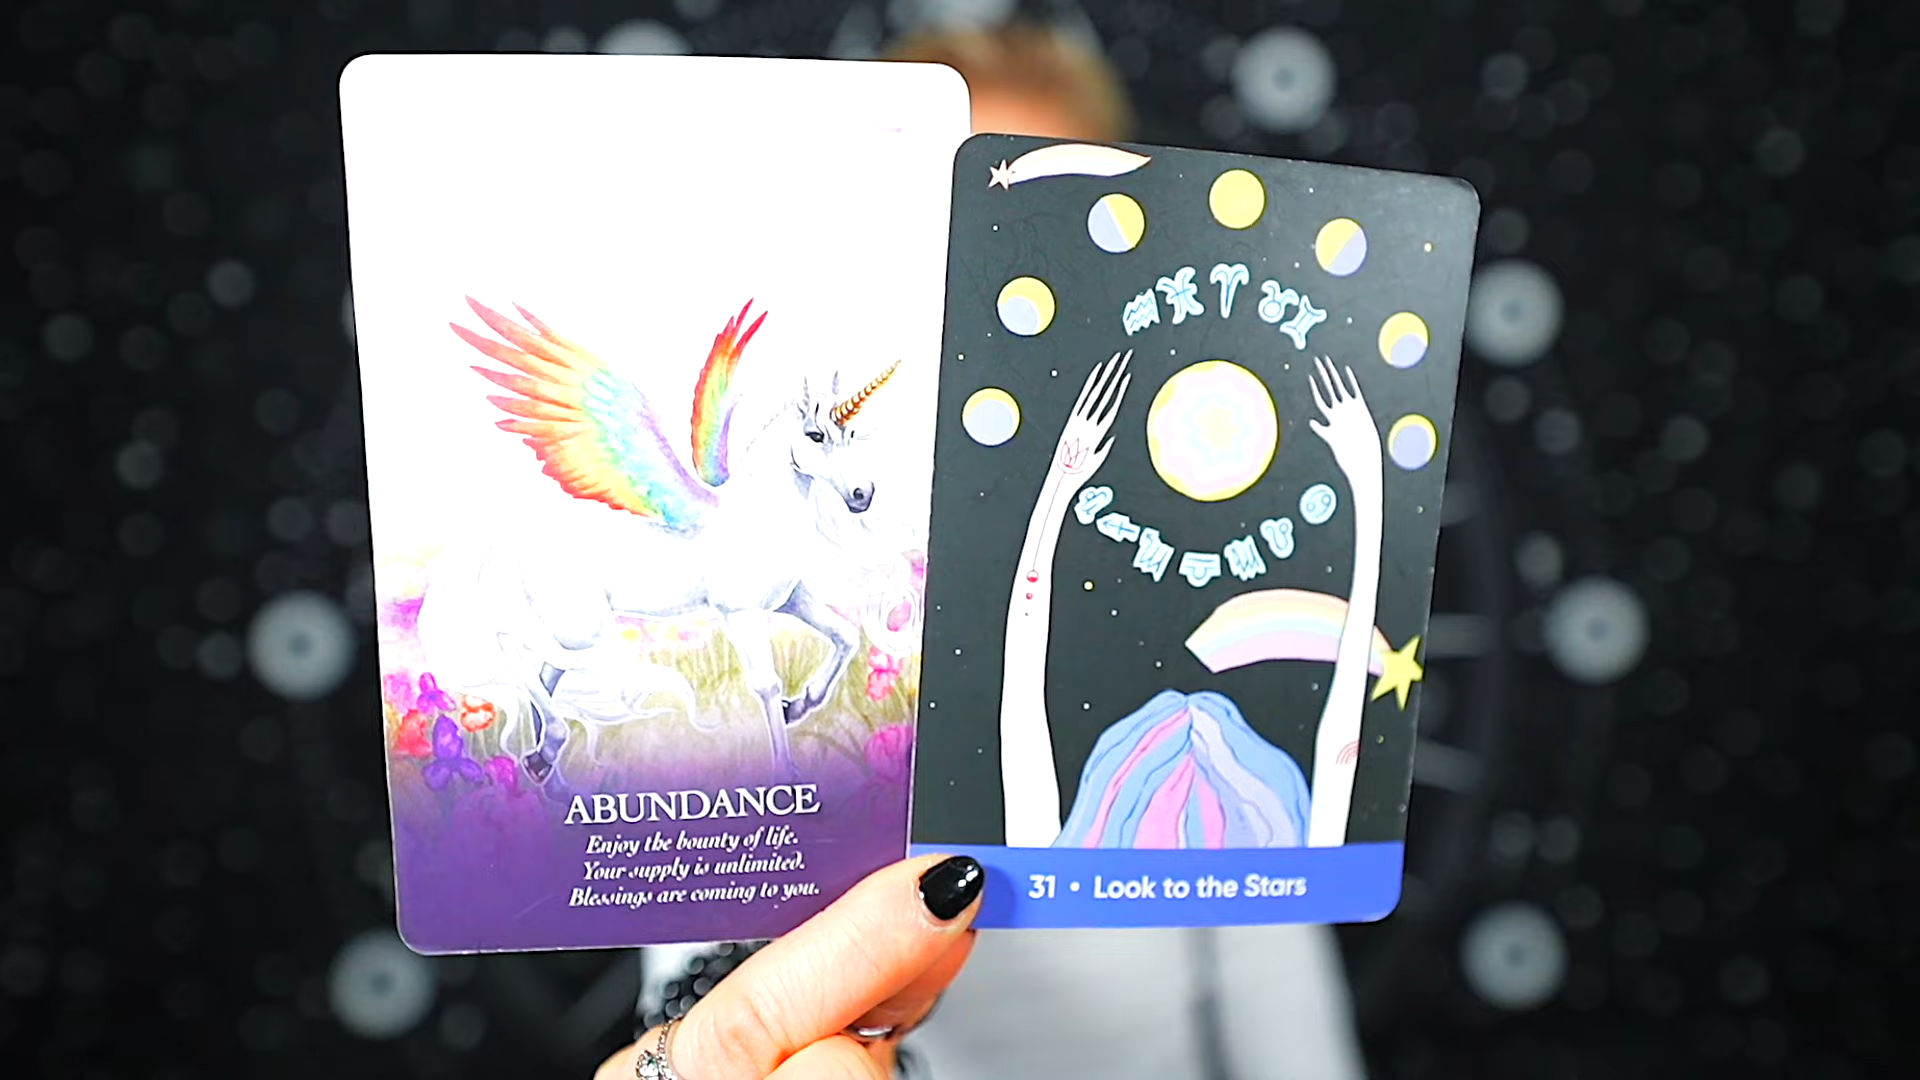 ABUNDANCE
Enjoy the bounty of life.
Your supply is unlimited.
Blessings are coming to you.
31 • Look to the Stars